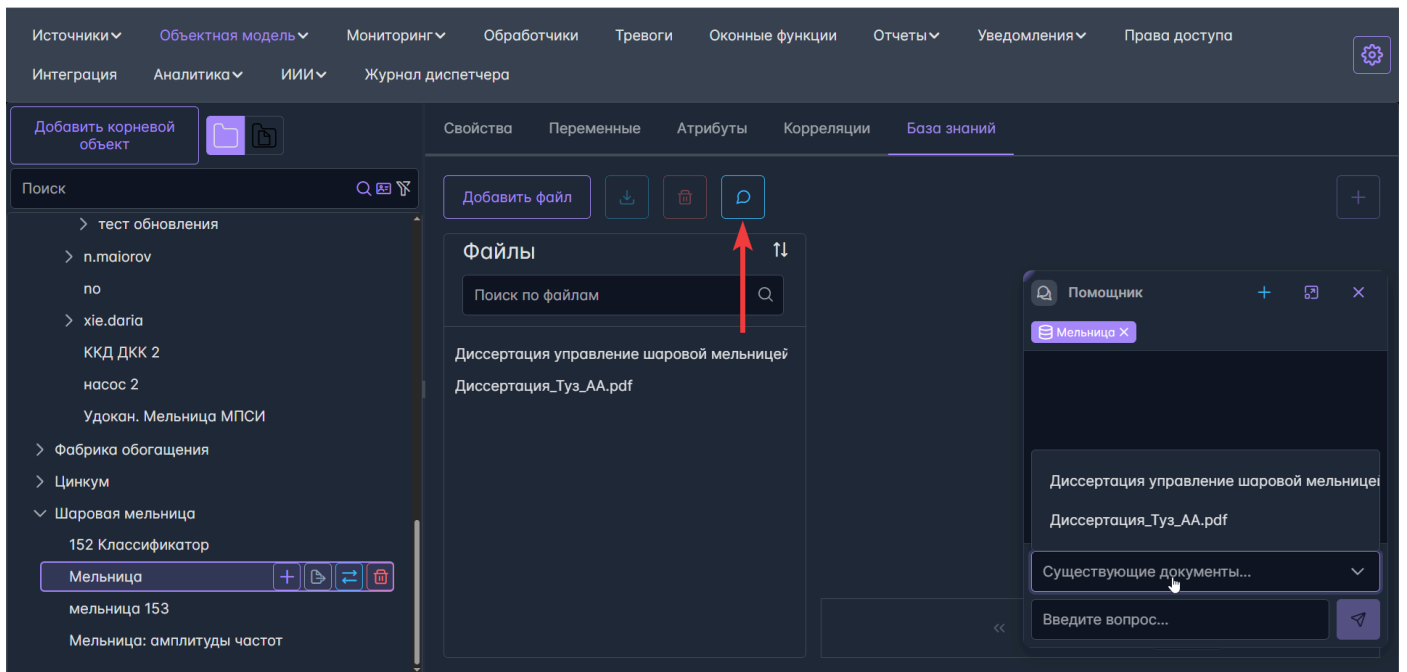 Источники Объектная модель Мониторинг Обработчики Тревоги Оконные функции Отчеты Уведомления Права доступа
Интеграция Аналитика ИИИ Журнал диспетчера
Добавить корневой
объект
Поиск
тест обновления
n.maiorov
no
xie.daria
ККД ДКК 2
насос 2
Удокан. Мельница МПСИ
Фабрика обогащения
Цинкум
Шаровая мельница
152 Классификатор
Мельница
мельница 153
Мельница: амплитуды частот
Свойства Переменные Атрибуты Корреляции База знаний
Добавить файл
Файлы
Поиск по файлам
Диссертация управление шаровой мельницей
Диссертация_Туз_АА.pdf
Помощник
Мельница
Диссертация управление шаровой мельницей
Диссертация_Туз_АА.pdf
Существующие документы...
Введите вопрос...